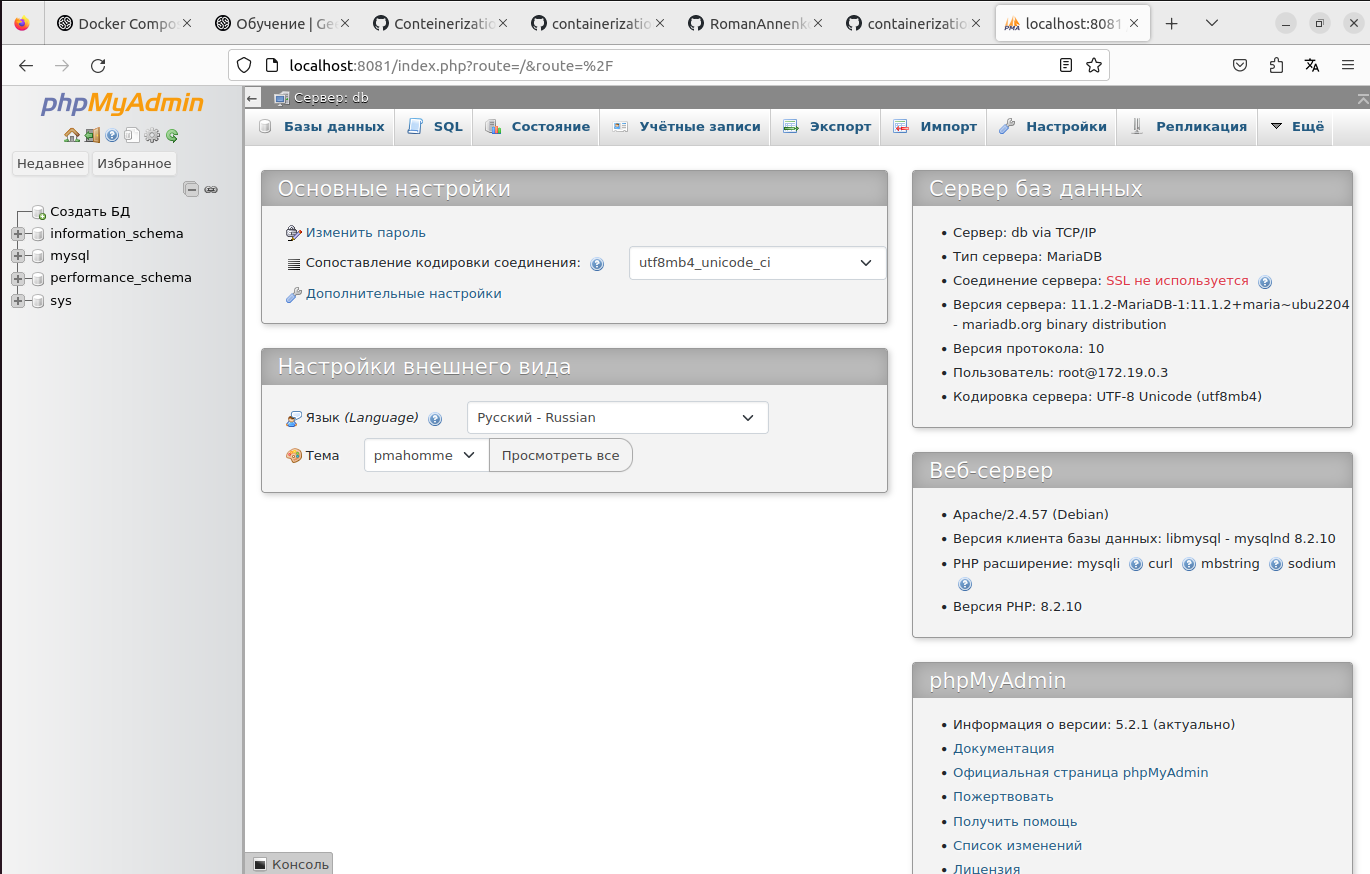 Docker Compos
Обучение | Gee
Conteinerizatio
containerizatio
RomanAnnenko
containerizatio
localhost:8081
localhost:8081/index.php?route=/&route=%2F
phpMyAdmin
Недавнее
Избранное
Создать БД
information_schema
mysql
performance_schema
sys
Сервер: db
Базы данных
SQL
Состояние
Учётные записи
Экспорт
Импорт
Настройки
Репликация
Ещё
Основные настройки
Изменить пароль
Сопоставление кодировки соединения:
utf8mb4_unicode_ci
Дополнительные настройки
Настройки внешнего вида
Язык (Language)
Русский - Russian
Тема
pmahomme
Просмотреть все
Сервер баз данных
Сервер: db via TCP/IP
Тип сервера: MariaDB
Соединение сервера: SSL не используется
Версия сервера: 11.1.2-MariaDB-1:11.1.2+maria~ubu2204
- mariadb.org binary distribution
Версия протокола: 10
Пользователь: root@172.19.0.3
Кодировка сервера: UTF-8 Unicode (utf8mb4)
Веб-сервер
Apache/2.4.57 (Debian)
Версия клиента базы данных: libmysql - mysqlnd 8.2.10
PHP расширение: mysqli curl mbstring sodium
Версия PHP: 8.2.10
phpMyAdmin
Информация о версии: 5.2.1 (актуально)
Документация
Официальная страница phpMyAdmin
Пожертвовать
Получить помощь
Список изменений
Лицензия
Консоль